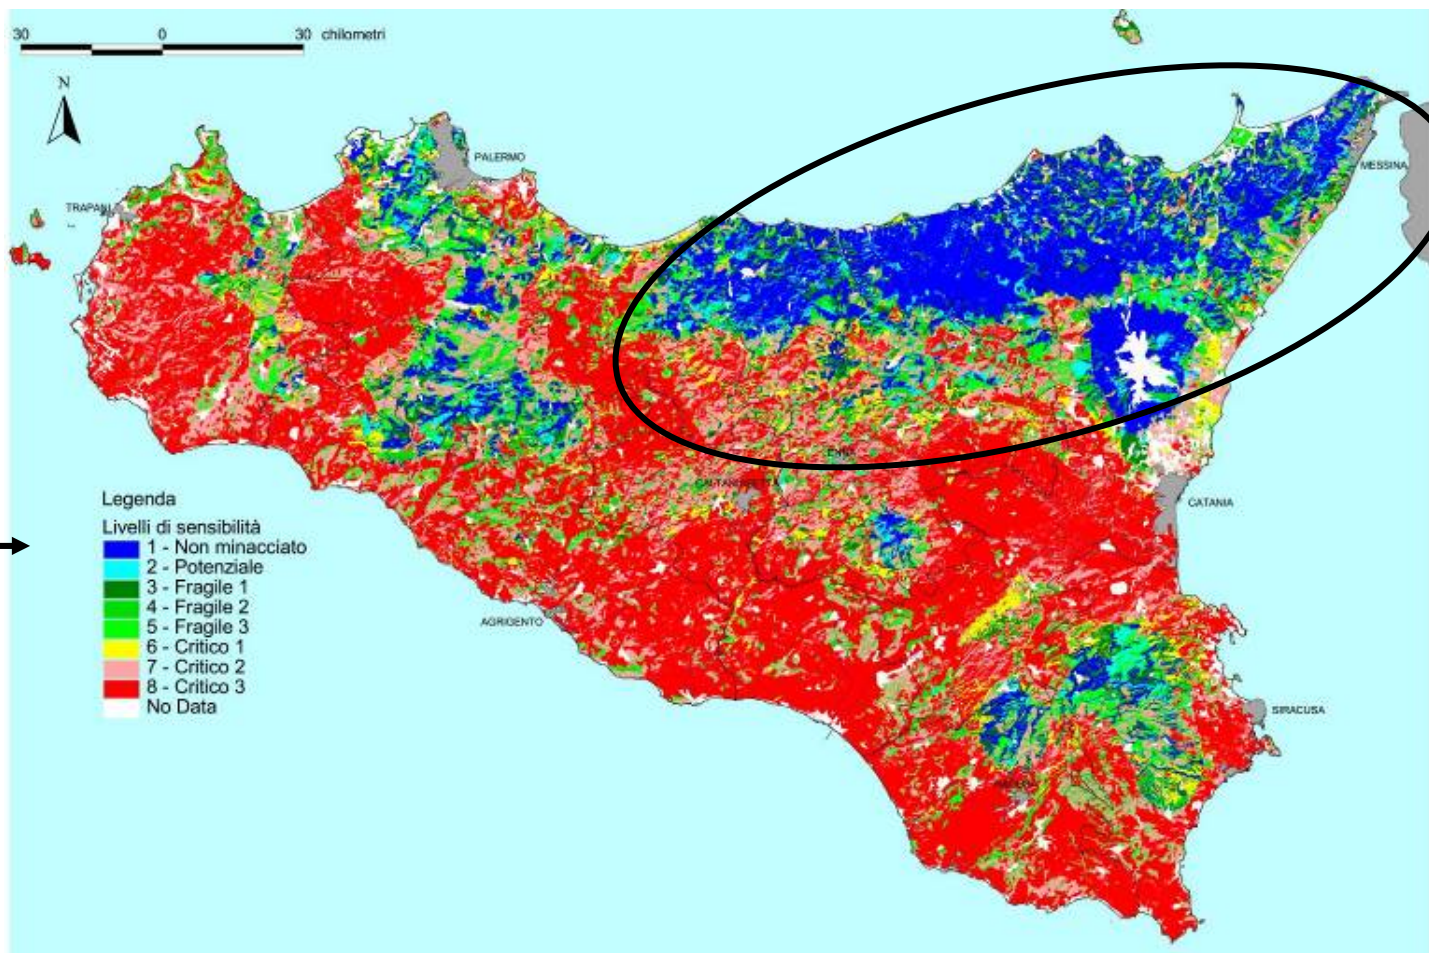 30 0 30 chilometri
N
PALERMO
MESSINA
TRAPANI
ENNA
CALTANISSETTA
CATANIA
AGRIGENTO
SIRACUSA
Legenda
Livelli di sensibilità
1 - Non minacciato
2 - Potenziale
3 - Fragile 1
4 - Fragile 2
5 - Fragile 3
6 - Critico 1
7 - Critico 2
8 - Critico 3
No Data